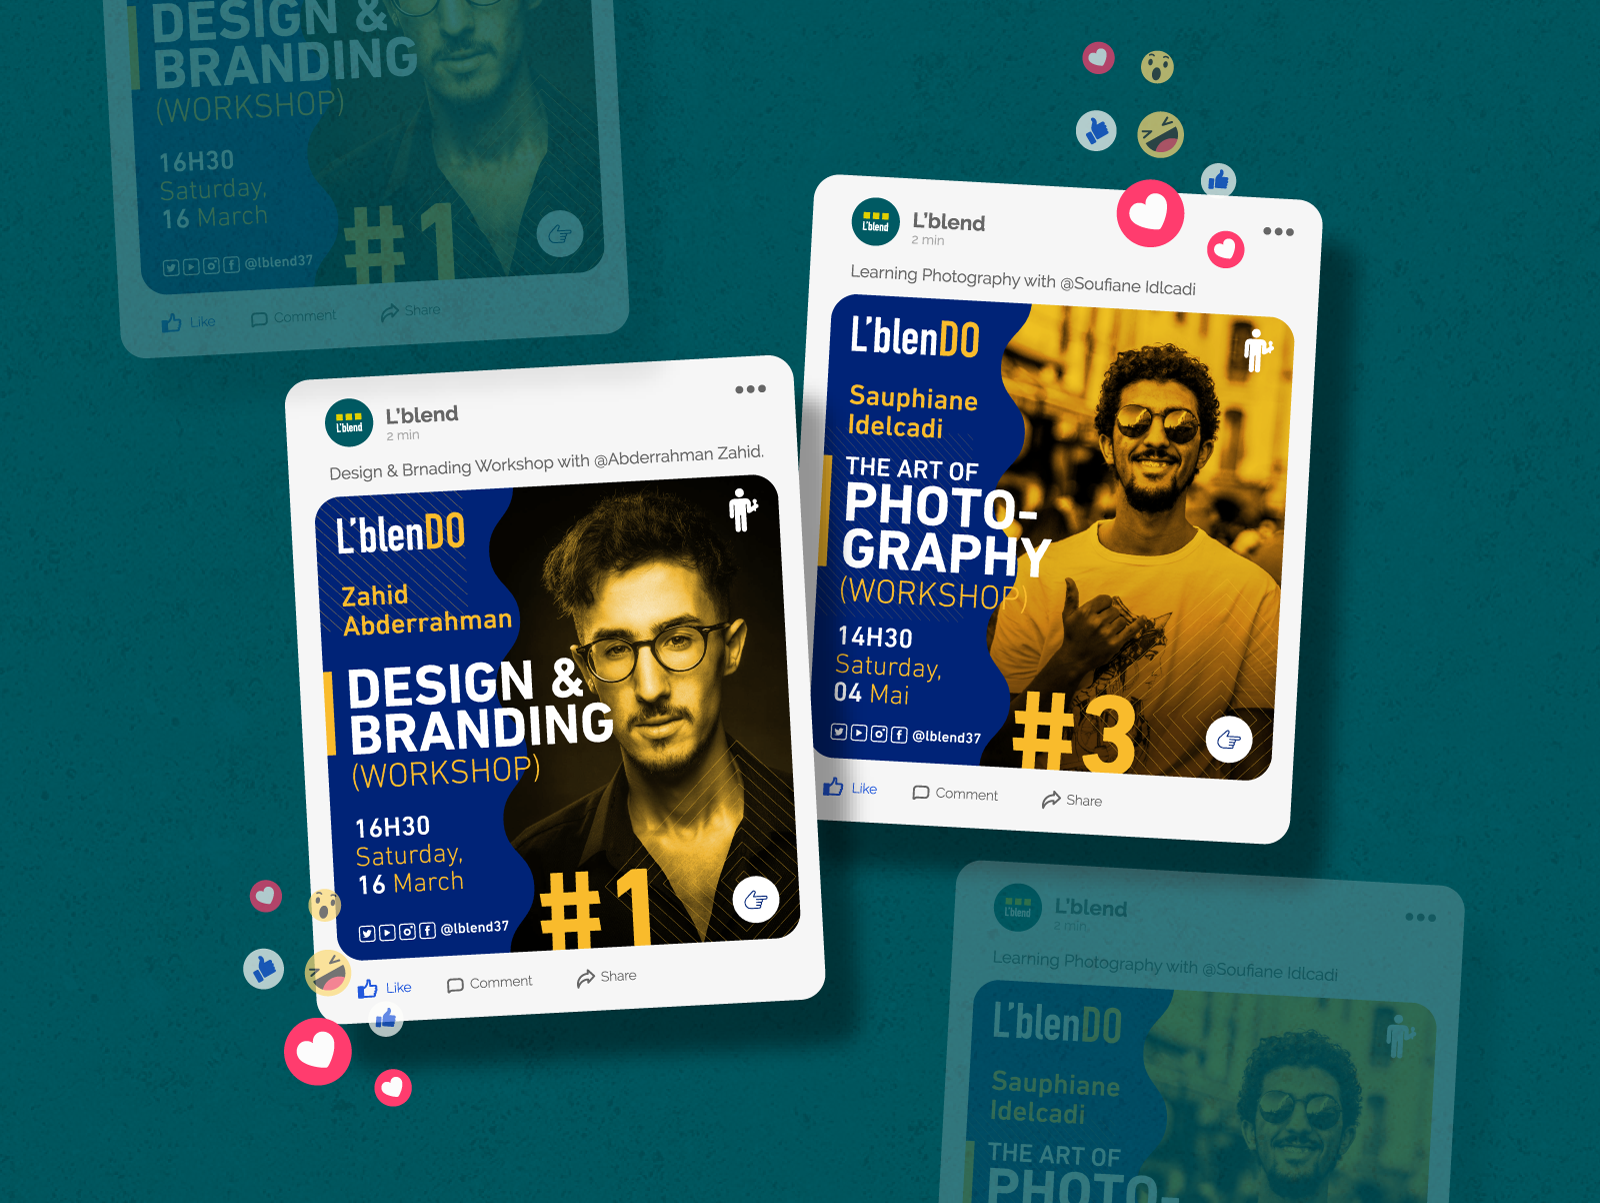 DESIGN &
BRANDING
(WORKSHOP)
16H30
Saturday,
16 March
#1
@lblend37
Like
Comment
Share
L'blend
L'blend
2 min
Learning Photography with @Soufiane Idlcadi
L'blenDO
Sauphiane
Idelcadi
THE ART OF
PHOTO-
GRAPHY
(WORKSHOP)
14H30
Saturday,
04 Mai
#3
@lblend37
Like
Comment
Share
L'blend
L'blend
2 min
Design & Brnading Workshop with @Abderrahman Zahid.
L'blenDO
Zahid
Abderrahman
DESIGN &
BRANDING
(WORKSHOP)
16H30
Saturday,
16 March
#1
@lblend37
Like
Comment
Share
L'blend
L'blend
2 min
Learning Photography with @Soufiane Idlcadi
L'blenDO
Sauphiane
Idelcadi
THE ART OF
PHOTO-